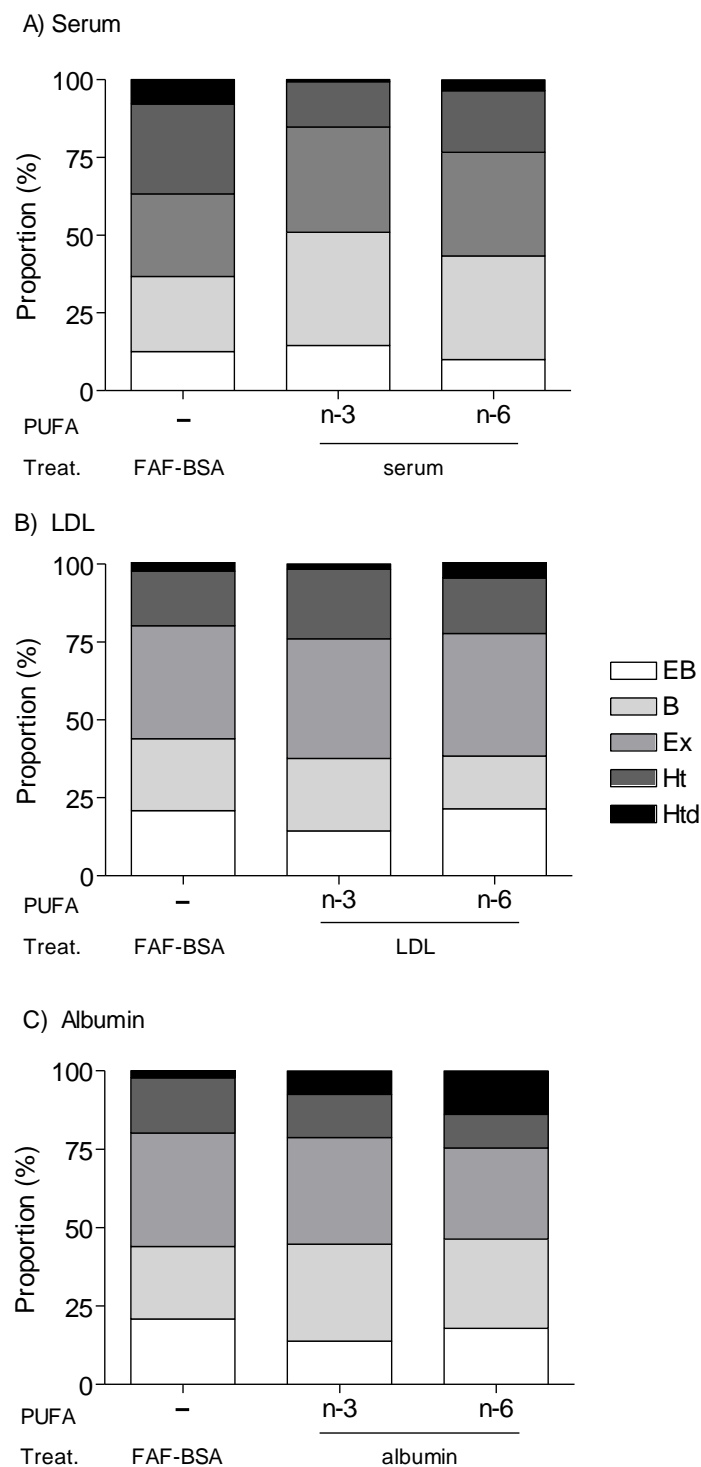 A) Serum
100
75
50
25
0
Proportion (%)
PUFA – n-3 n-6
Treat. FAF-BSA serum
B) LDL
100
75
50
25
0
Proportion (%)
EB
B
Ex
Ht
Htd
PUFA – n-3 n-6
Treat. FAF-BSA LDL
C) Albumin
100
75
50
25
0
Proportion (%)
PUFA – n-3 n-6
Treat. FAF-BSA albumin